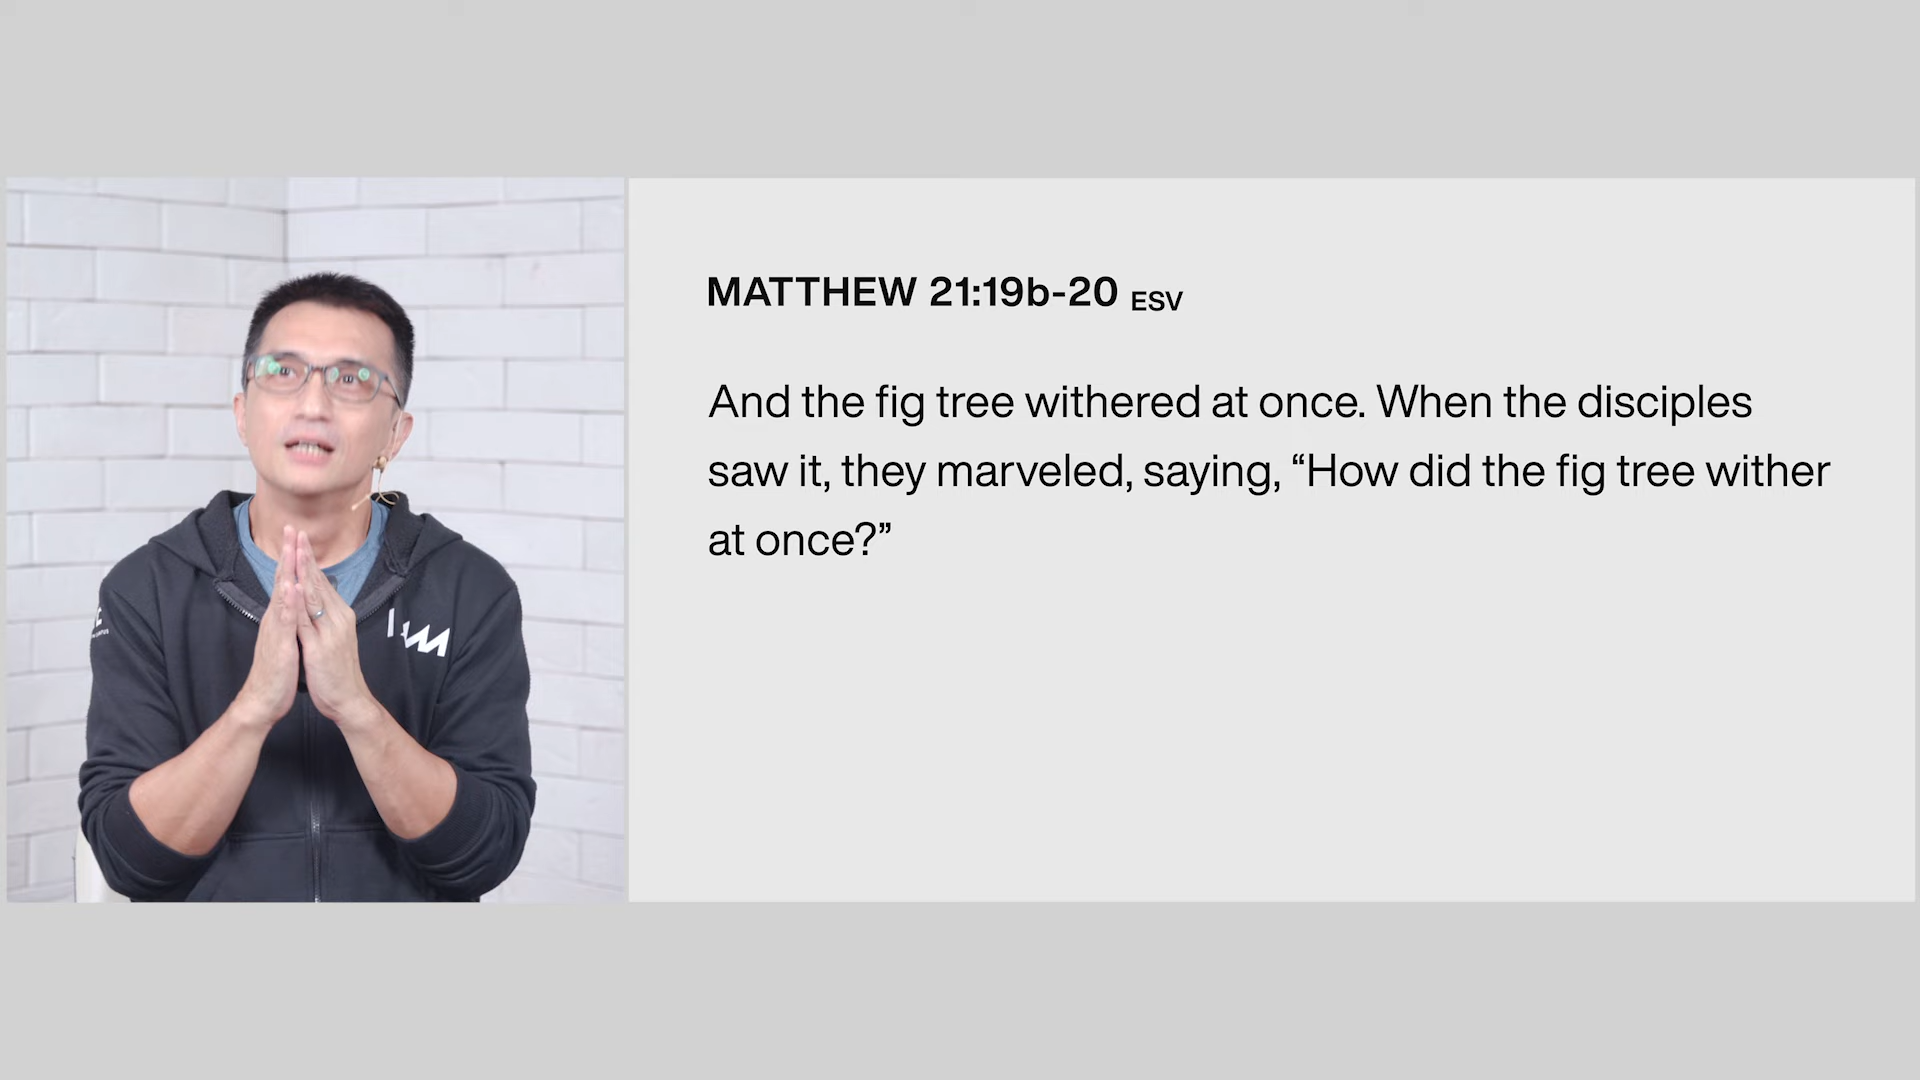 MATTHEW 21:19b-20 ESV
And the fig tree withered at once. When the disciples
saw it, they marveled, saying, “How did the fig tree wither
at once?”
I AM